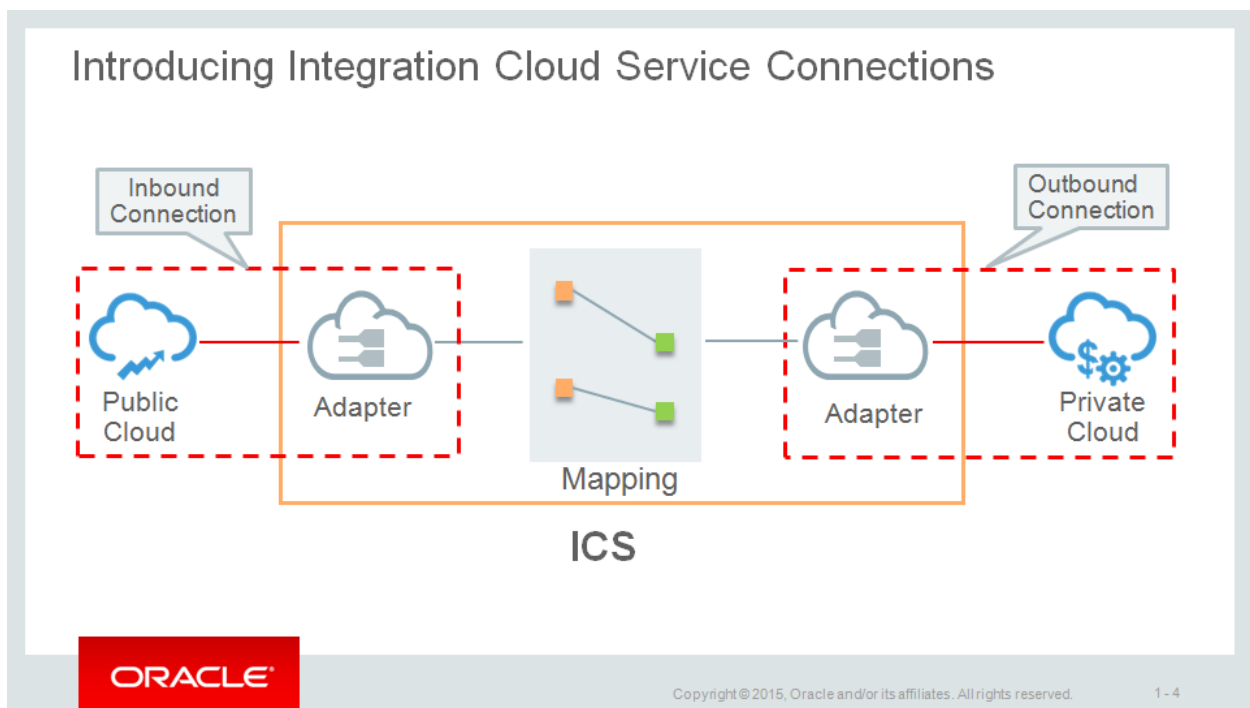 Introducing Integration Cloud Service Connections
Inbound
Connection
Outbound
Connection
Public
Cloud
Adapter
Mapping
Adapter
Private
Cloud
ICS
ORACLE®
Copyright © 2015, Oracle and/or its affiliates. All rights reserved.
1 - 4